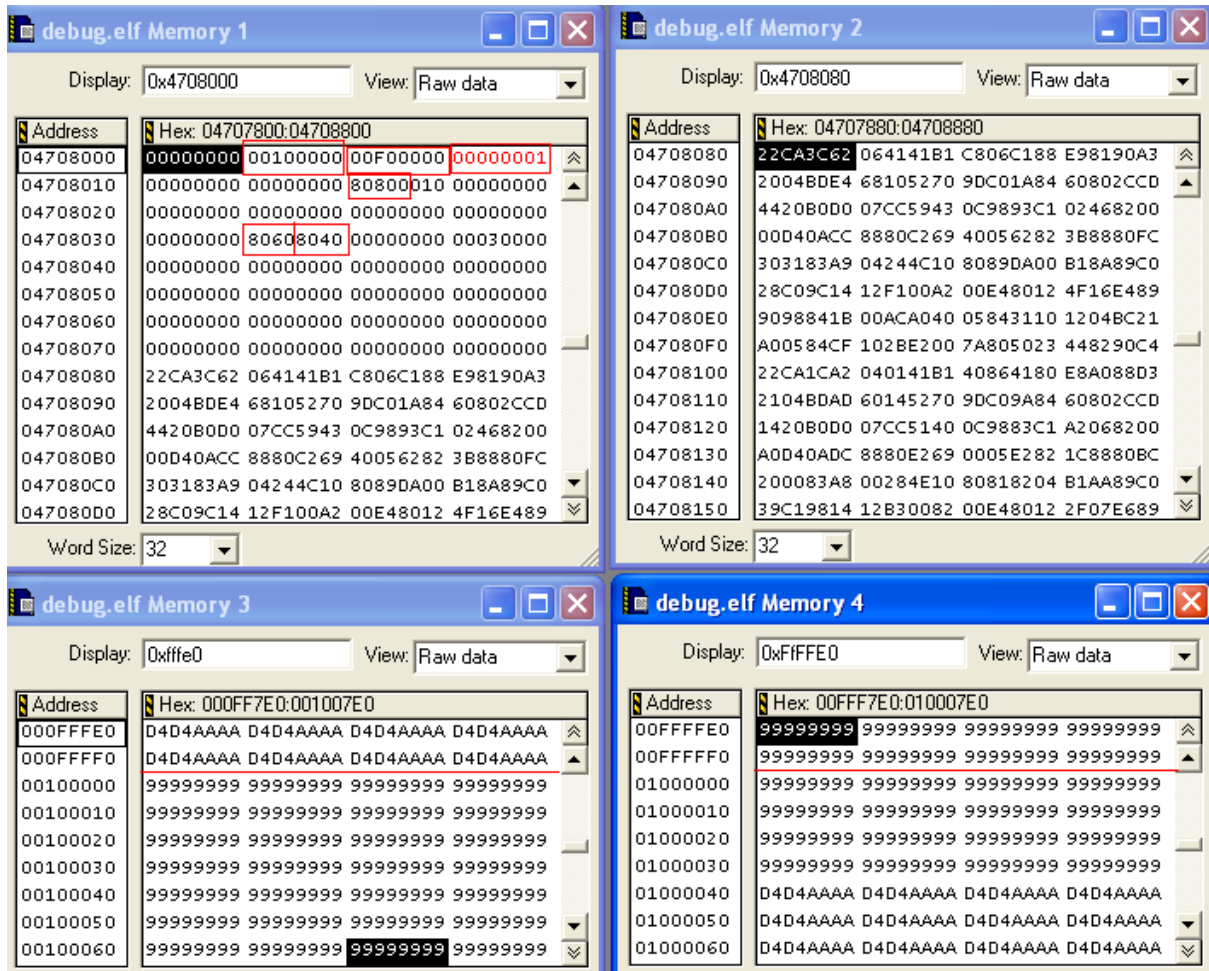 debug.elf Memory 1
Display: 0x4708000 View: Raw data
Address Hex: 04707800:04708800
04708000 00000000 00100000 00F00000 00000001
04708010 00000000 00000000 80800010 00000000
04708020 00000000 00000000 00000000 00000000
04708030 00000000 80608040 00000000 00030000
04708040 00000000 00000000 00000000 00000000
04708050 00000000 00000000 00000000 00000000
04708060 00000000 00000000 00000000 00000000
04708070 00000000 00000000 00000000 00000000
04708080 22CA3C62 064141B1 C806C188 E98190A3
04708090 2004BDE4 68105270 9DC01A84 60802CCD
047080A0 4420B0D0 07CC5943 0C9893C1 02468200
047080B0 00D40ACC 8880C269 40056282 3B8880FC
047080C0 303183A9 04244C10 8089DA00 B18A89C0
047080D0 28C09C14 12F100A2 00E48012 4F16E489
Word Size: 32
debug.elf Memory 2
Display: 0x4708080 View: Raw data
Address Hex: 04707880:04708880
04708080 22CA3C62 064141B1 C806C188 E98190A3
04708090 2004BDE4 68105270 9DC01A84 60802CCD
047080A0 4420B0D0 07CC5943 0C9893C1 02468200
047080B0 00D40ACC 8880C269 40056282 3B8880FC
047080C0 303183A9 04244C10 8089DA00 B18A89C0
047080D0 28C09C14 12F100A2 00E48012 4F16E489
047080E0 9098841B 00ACA040 05843110 1204BC21
047080F0 A00584CF 102BE200 7A805023 448290C4
04708100 22CA1CA2 040141B1 40864180 E8A088D3
04708110 2104BDAD 60145270 9DC09A84 60802CCD
04708120 1420B0D0 07CC5140 0C9883C1 A2068200
04708130 A0D40ADC 8880E269 0005E282 1C8880BC
04708140 200083A8 00284E10 80818204 B1AA89C0
04708150 39C19814 12B30082 00E48012 2F07E689
Word Size: 32
debug.elf Memory 3
Display: 0xfffe0 View: Raw data
Address Hex: 000FF7E0:001007E0
000FFFE0 D4D4AAAA D4D4AAAA D4D4AAAA D4D4AAAA
000FFFF0 D4D4AAAA D4D4AAAA D4D4AAAA D4D4AAAA
00100000 99999999 99999999 99999999 99999999
00100010 99999999 99999999 99999999 99999999
00100020 99999999 99999999 99999999 99999999
00100030 99999999 99999999 99999999 99999999
00100040 99999999 99999999 99999999 99999999
00100050 99999999 99999999 99999999 99999999
00100060 99999999 99999999 99999999 99999999
debug.elf Memory 4
Display: 0xFfFFE0 View: Raw data
Address Hex: 00FFF7E0:010007E0
00FFFFE0 99999999 99999999 99999999 99999999
00FFFFF0 99999999 99999999 99999999 99999999
01000000 99999999 99999999 99999999 99999999
01000010 99999999 99999999 99999999 99999999
01000020 99999999 99999999 99999999 99999999
01000030 99999999 99999999 99999999 99999999
01000040 D4D4AAAA D4D4AAAA D4D4AAAA D4D4AAAA
01000050 D4D4AAAA D4D4AAAA D4D4AAAA D4D4AAAA
01000060 D4D4AAAA D4D4AAAA D4D4AAAA D4D4AAAA